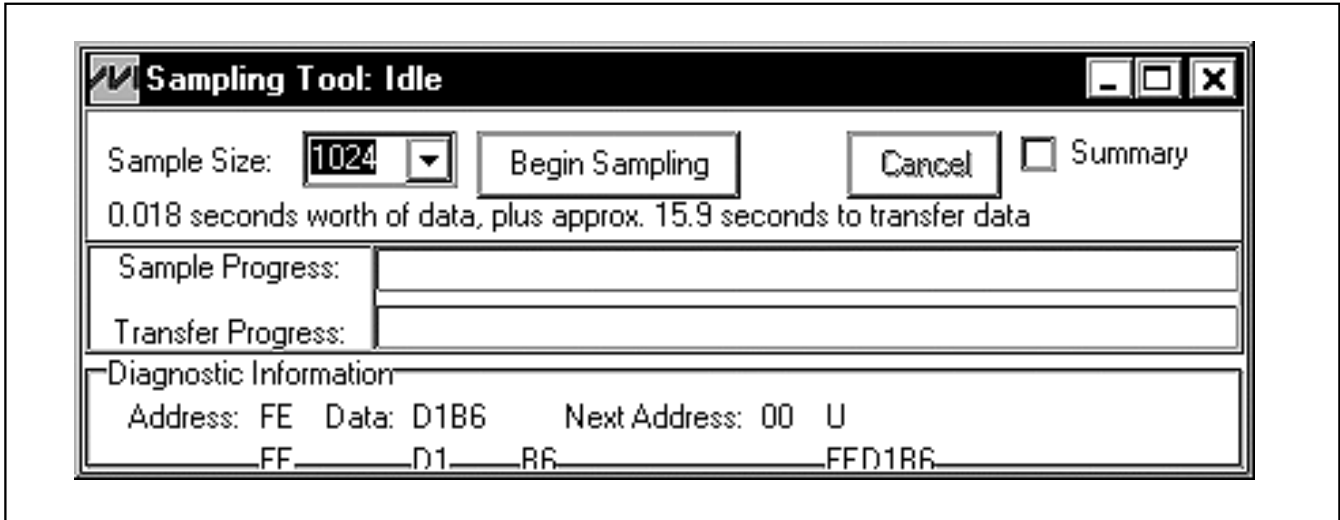 Sampling Tool: Idle
Sample Size: 1024 Begin Sampling Cancel Summary
0.018 seconds worth of data, plus approx. 15.9 seconds to transfer data
Sample Progress:
Transfer Progress:
Diagnostic Information
Address: FE Data: D1B6 Next Address: 00 U
FE D1 B6 FED1B6